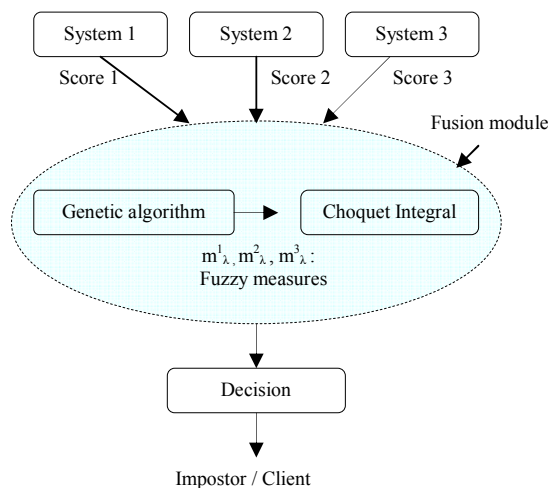 System 1
System 2
System 3
Score 1
Score 2
Score 3
Fusion module
Genetic algorithm
Choquet Integral
m¹λ, m²λ, m³λ:
Fuzzy measures
Decision
Impostor / Client